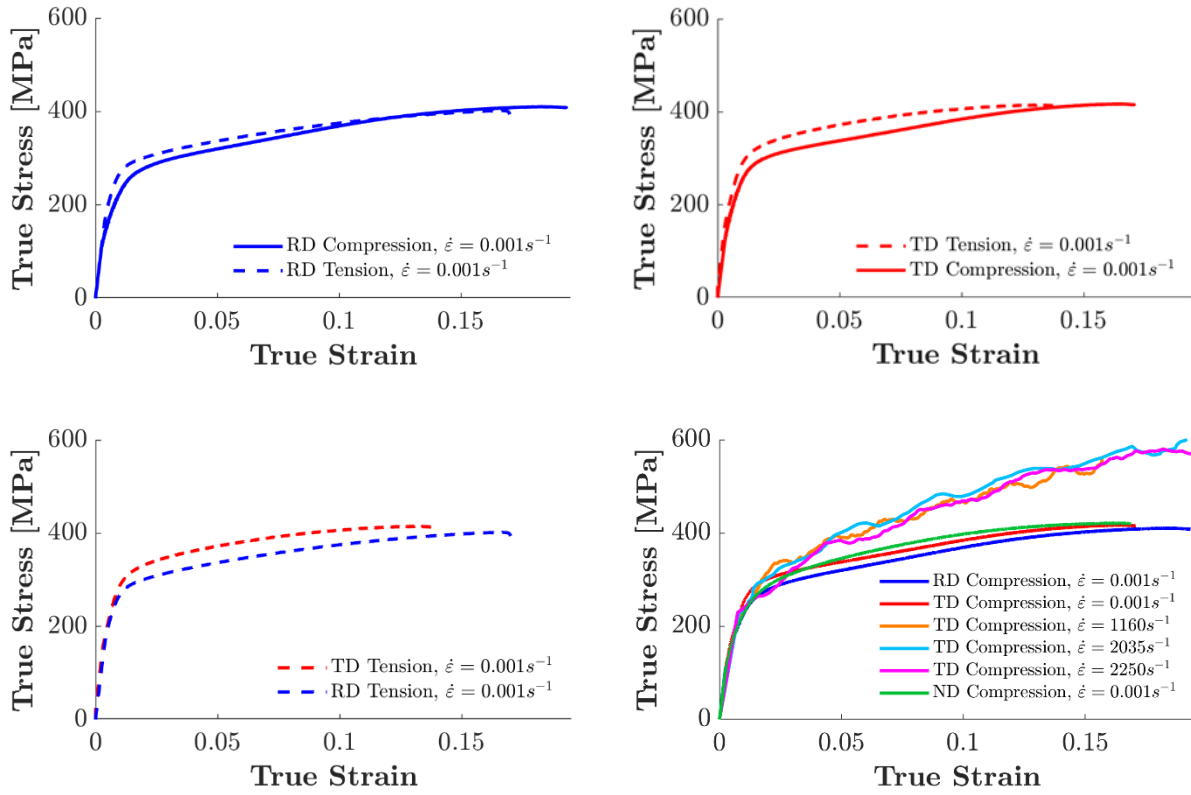 600
400
200
0
True Stress [MPa]
RD Compression, ε̇ = 0.001s⁻¹
RD Tension, ε̇ = 0.001s⁻¹
0 0.05 0.1 0.15
True Strain
600
400
200
0
True Stress [MPa]
TD Tension, ε̇ = 0.001s⁻¹
TD Compression, ε̇ = 0.001s⁻¹
0 0.05 0.1 0.15
True Strain
600
400
200
0
True Stress [MPa]
TD Tension, ε̇ = 0.001s⁻¹
RD Tension, ε̇ = 0.001s⁻¹
0 0.05 0.1 0.15
True Strain
600
400
200
0
True Stress [MPa]
RD Compression, ε̇ = 0.001s⁻¹
TD Compression, ε̇ = 0.001s⁻¹
TD Compression, ε̇ = 1160s⁻¹
TD Compression, ε̇ = 2035s⁻¹
TD Compression, ε̇ = 2250s⁻¹
ND Compression, ε̇ = 0.001s⁻¹
0 0.05 0.1 0.15
True Strain